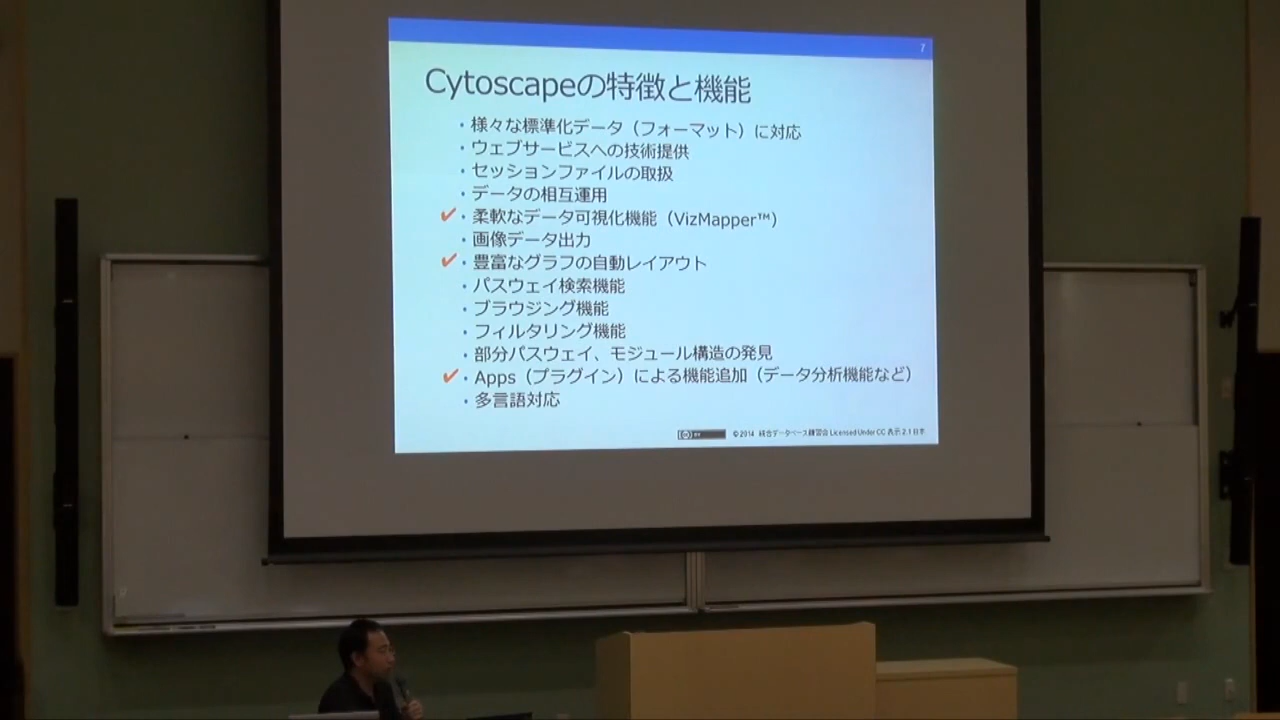 7
Cytoscapeの特徴と機能
・様々な標準化データ（フォーマット）に対応
・ウェブサービスへの技術提供
・セッションファイルの取扱
・データの相互運用
✓・柔軟なデータ可視化機能（VizMapper™）
・画像データ出力
✓・豊富なグラフの自動レイアウト
・パスウェイ検索機能
・ブラウジング機能
・フィルタリング機能
・部分パスウェイ、モジュール構造の発見
✓・Apps（プラグイン）による機能追加（データ分析機能など）
・多言語対応
© 2014 統合データベース講習会 Licensed Under CC 表示 2.1 日本